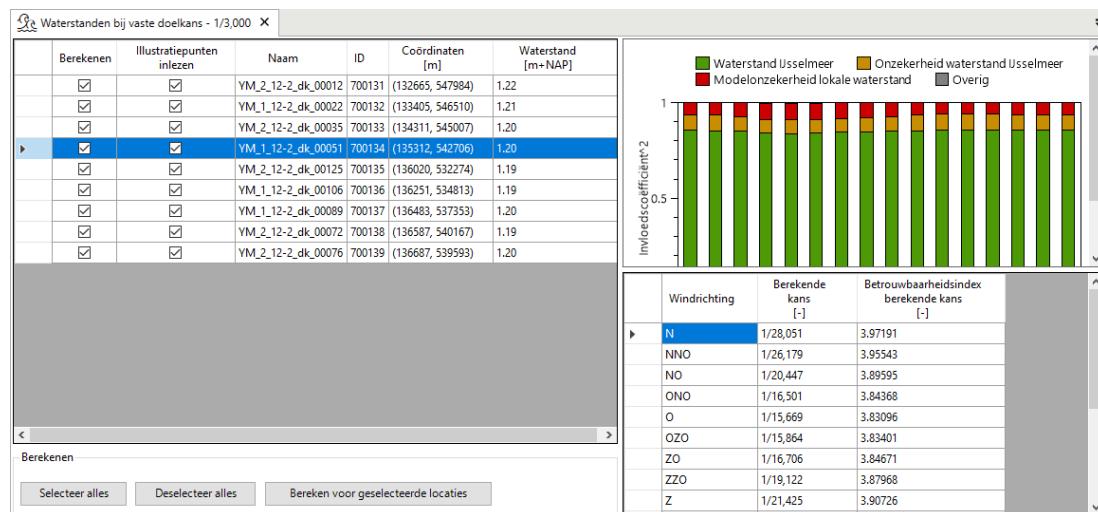 Waterstanden bij vaste doelkans - 1/3,000
Berekenen Illustratiepunten inlezen Naam ID Coördinaten [m] Waterstand [m+NAP]
YM_2_12-2_dk_00012 700131 (132665, 547984) 1.22
YM_1_12-2_dk_00022 700132 (133405, 546510) 1.21
YM_2_12-2_dk_00035 700133 (134311, 545007) 1.20
YM_1_12-2_dk_00051 700134 (135312, 542706) 1.20
YM_2_12-2_dk_00125 700135 (136020, 532274) 1.19
YM_1_12-2_dk_00106 700136 (136251, 534813) 1.19
YM_1_12-2_dk_00089 700137 (136483, 537353) 1.20
YM_2_12-2_dk_00072 700138 (136587, 540167) 1.19
YM_2_12-2_dk_00076 700139 (136687, 539593) 1.20
Berekenen
Selecteer alles Deselecteer alles Bereken voor geselecteerde locaties
Waterstand IJsselmeer Onzekerheid waterstand IJsselmeer
Modelonzekerheid lokale waterstand Overig
Invloedscoëfficiënt^2
1
0.5
Windrichting Berekende kans [-] Betrouwbaarheidsindex berekende kans [-]
N 1/28,051 3.97191
NNO 1/26,179 3.95543
NO 1/20,447 3.89595
ONO 1/16,501 3.84368
O 1/15,669 3.83096
OZO 1/15,864 3.83401
ZO 1/16,706 3.84671
ZZO 1/19,122 3.87968
Z 1/21,425 3.90726